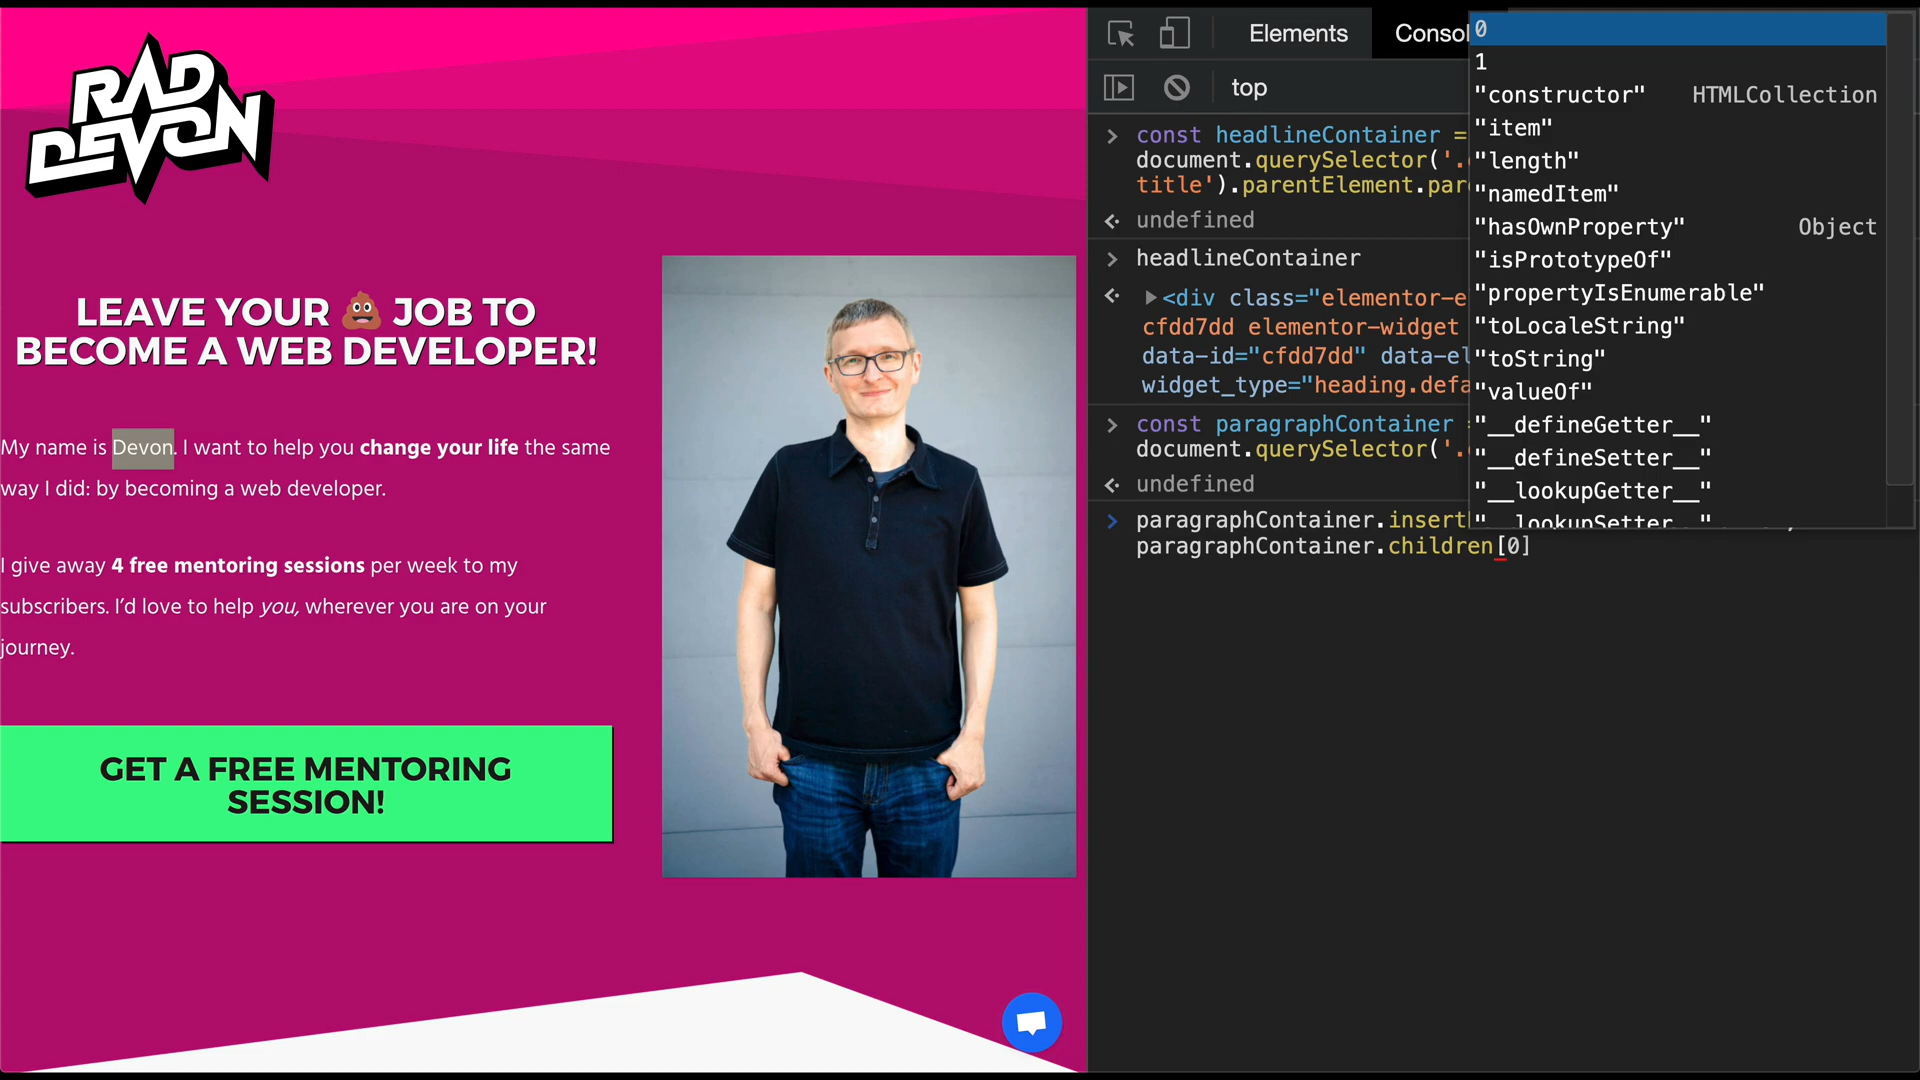 RAD
DEVON
LEAVE YOUR 💩 JOB TO
BECOME A WEB DEVELOPER!
My name is Devon. I want to help you change your life the same
way I did: by becoming a web developer.
I give away 4 free mentoring sessions per week to my
subscribers. I’d love to help you, wherever you are on your
journey.
GET A FREE MENTORING
SESSION!
Elements
top
const headlineContainer =
document.querySelector('.
title').parentElement.par
undefined
headlineContainer
<div class="elementor-e
cfdd7dd elementor-widget
data-id="cfdd7dd" data-el
widget_type="heading.defa
const paragraphContainer
document.querySelector('.
undefined
paragraphContainer.insert
paragraphContainer.children[0]
0
1
"constructor" HTMLCollection
"item"
"length"
"namedItem"
"hasOwnProperty" Object
"isPrototypeOf"
"propertyIsEnumerable"
"toLocaleString"
"toString"
"valueOf"
"__defineGetter__"
"__defineSetter__"
"__lookupGetter__"
"__lookupSetter__"